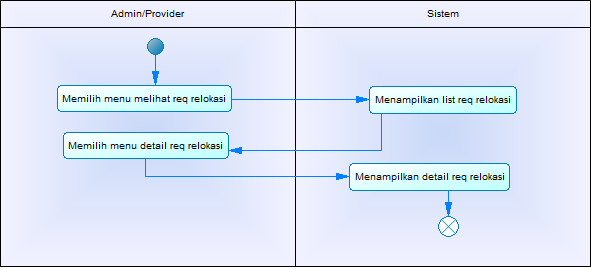 Admin/Provider
Sistem
Memilih menu melihat req relokasi
Menampilkan list req relokasi
Memilih menu detail req relokasi
Menampilkan detail req relokasi